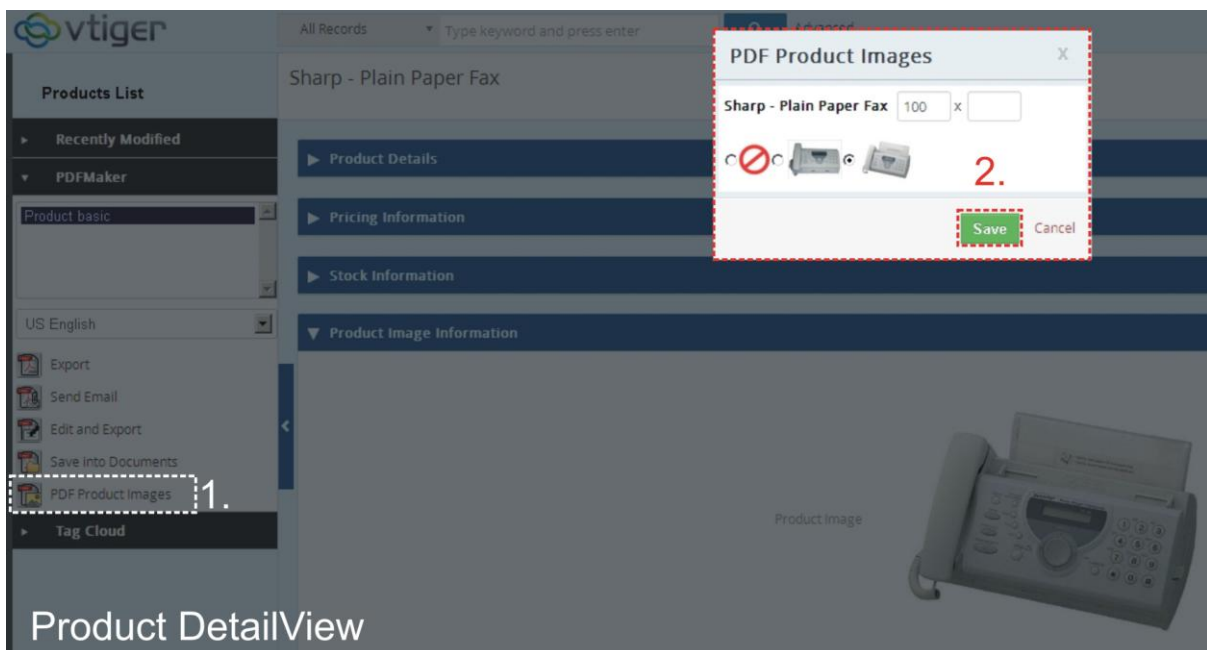 vtiger
All Records
Type keyword and press enter
Advanced
Products List
Recently Modified
PDFMaker
Product basic
US English
Export
Send Email
Edit and Export
Save into Documents
PDF Product Images
1.
Tag Cloud
Sharp - Plain Paper Fax
Product Details
Pricing Information
Stock Information
Product Image Information
Product Image
PDF Product Images X
Sharp - Plain Paper Fax 100 x
2.
Save Cancel
Product DetailView